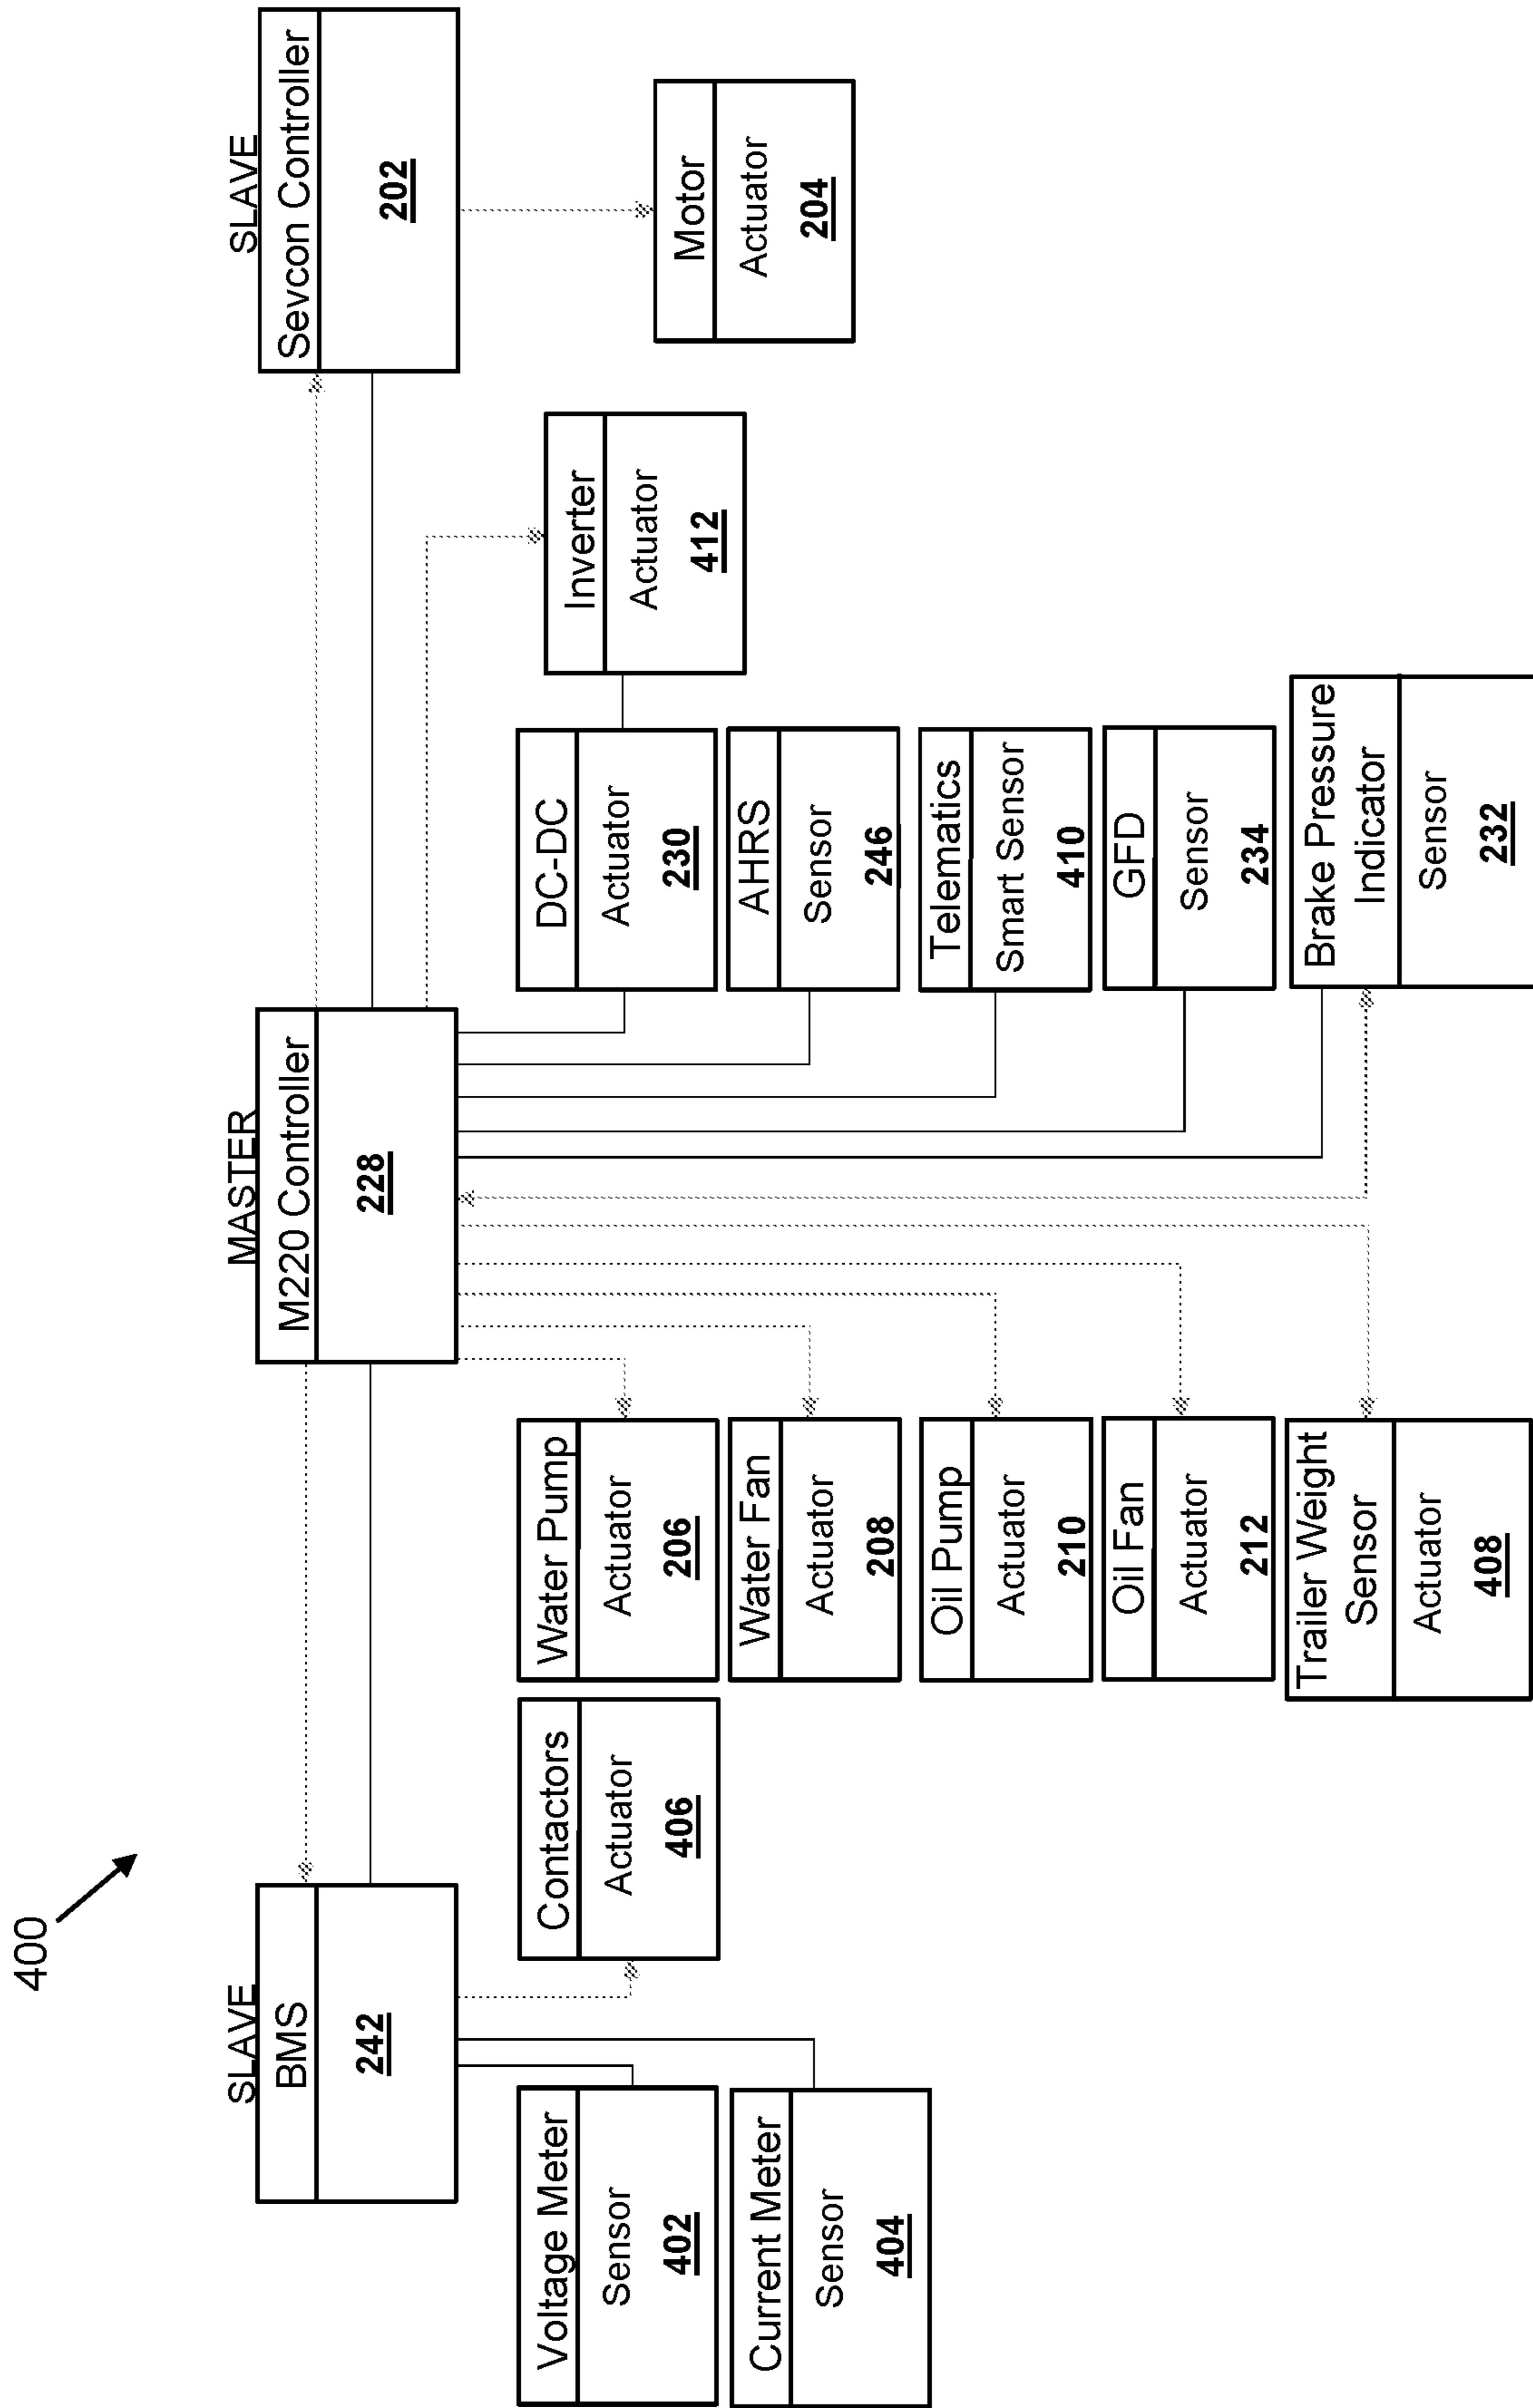 400
SLAVE
BMS
242
MASTER
M220 Controller
228
SLAVE
Sevcon Controller
202
Voltage Meter
Sensor
402
Current Meter
Sensor
404
Contactors
Actuator
406
Water Pump
Actuator
206
Water Fan
Actuator
208
Oil Pump
Actuator
210
Oil Fan
Actuator
212
Trailer Weight
Sensor
Actuator
408
DC-DC
Actuator
230
AHRS
Sensor
246
Telematics
Smart Sensor
410
GFD
Sensor
234
Brake Pressure
Indicator
Sensor
232
Inverter
Actuator
412
Motor
Actuator
204